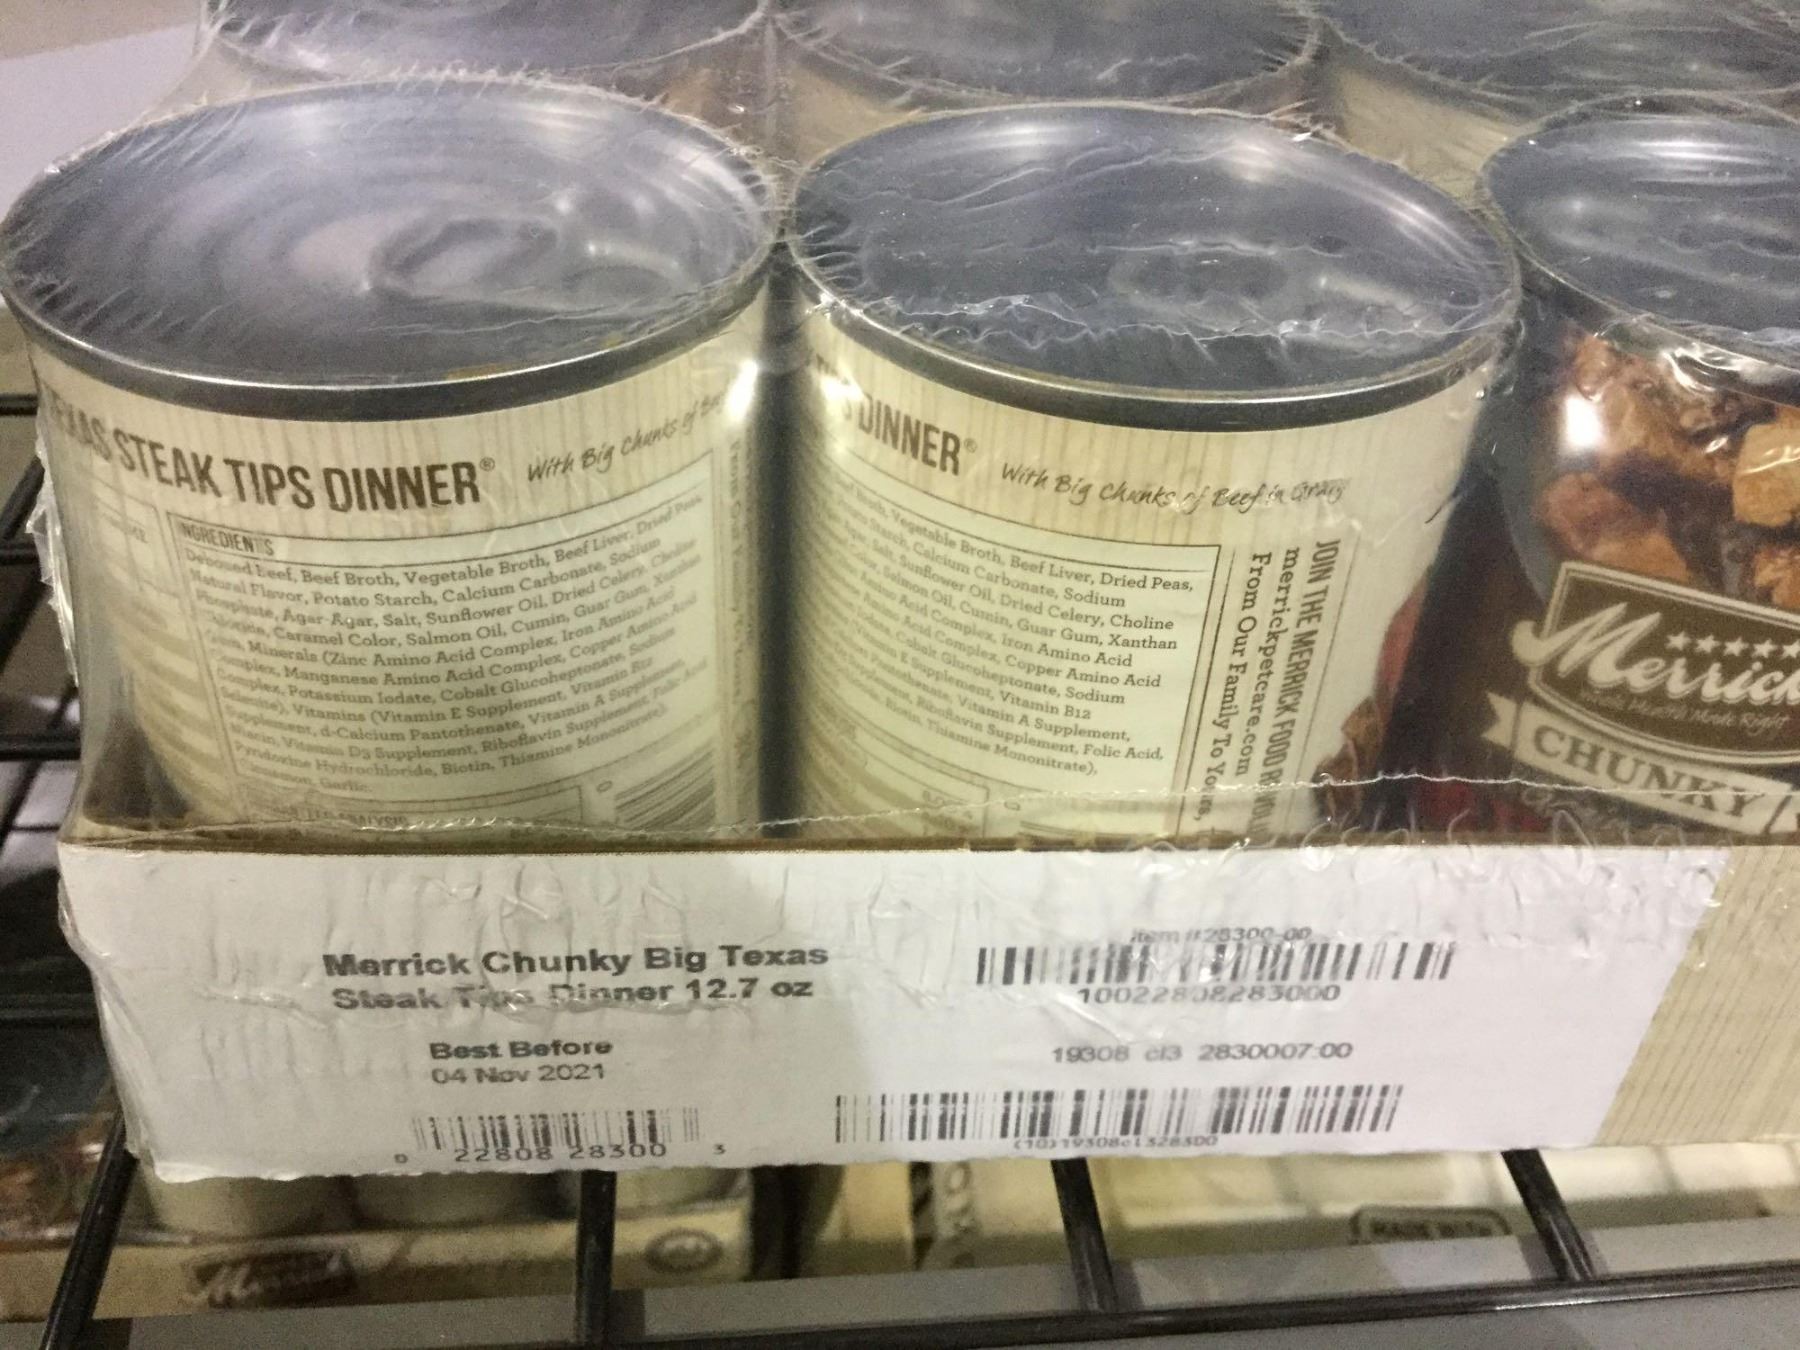 TEXAS STEAK TIPS DINNER® With Big Chunks of
INGREDIENTS
Deboned Beef, Beef Broth, Vegetable Broth, Beef Liver, Dried Peas,
Natural Flavor, Potato Starch, Calcium Carbonate, Sodium
Phosphate, Agar-Agar, Salt, Sunflower Oil, Dried Celery, Choline
Chloride, Caramel Color, Salmon Oil, Cumin, Guar Gum, Xanthan
Gum, Minerals (Zinc Amino Acid Complex, Iron Amino Acid
Complex, Manganese Amino Acid Complex, Copper Amino Acid
Complex, Potassium Iodate, Cobalt Glucoheptonate, Sodium
Selenite), Vitamins (Vitamin E Supplement, Vitamin B12
Supplement, d-Calcium Pantothenate, Vitamin A Supplement,
Niacin, Vitamin D3 Supplement, Riboflavin Supplement, Folic Acid,
Pyridoxine Hydrochloride, Biotin, Thiamine Mononitrate),
Cinnamon, Garlic.
DINNER® With Big Chunks of Beef in Gravy
Broth, Vegetable Broth, Beef Liver, Dried Peas,
Starch, Calcium Carbonate, Sodium
Salt, Sunflower Oil, Dried Celery, Choline
Salmon Oil, Cumin, Guar Gum, Xanthan
Amino Acid Complex, Iron Amino Acid
Amino Acid Complex, Copper Amino Acid
Cobalt Glucoheptonate, Sodium
Vitamin E Supplement, Vitamin B12
Pantothenate, Vitamin A Supplement,
Supplement, Riboflavin Supplement, Folic Acid,
Biotin, Thiamine Mononitrate),
JOIN THE MERRICK FOOD
merrickpetcare.com
From Our Family To Yours,
Merrick
CHUNKY
Merrick Chunky Big Texas
Steak Tips Dinner 12.7 oz
Best Before
04 Nov 2021
0 22808 28300 3
Item #28300-00
10022808283000
19308 cl3 2830007:00